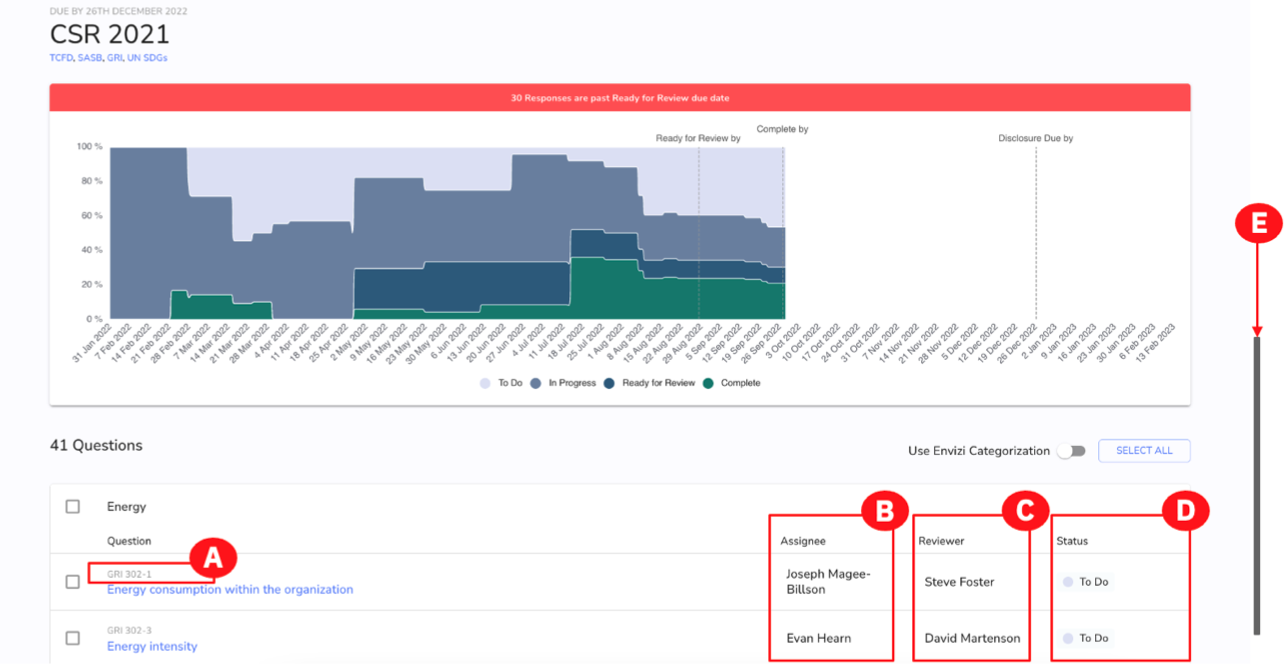 DUE BY 26TH DECEMBER 2022
CSR 2021
TCFD, SASB, GRI, UN SDGs
30 Responses are past Ready for Review due date
Complete by
Ready for Review by
Disclosure Due by
100 %
80 %
60 %
40 %
20 %
0 %
31 Jan 2022
7 Feb 2022
14 Feb 2022
21 Feb 2022
28 Feb 2022
7 Mar 2022
14 Mar 2022
21 Mar 2022
28 Mar 2022
4 Apr 2022
11 Apr 2022
18 Apr 2022
25 Apr 2022
2 May 2022
9 May 2022
16 May 2022
23 May 2022
30 May 2022
6 Jun 2022
13 Jun 2022
20 Jun 2022
27 Jun 2022
4 Jul 2022
11 Jul 2022
18 Jul 2022
25 Jul 2022
1 Aug 2022
8 Aug 2022
15 Aug 2022
22 Aug 2022
29 Aug 2022
5 Sep 2022
12 Sep 2022
19 Sep 2022
26 Sep 2022
3 Oct 2022
10 Oct 2022
17 Oct 2022
24 Oct 2022
31 Oct 2022
7 Nov 2022
14 Nov 2022
21 Nov 2022
28 Nov 2022
5 Dec 2022
12 Dec 2022
19 Dec 2022
26 Dec 2022
2 Jan 2023
9 Jan 2023
16 Jan 2023
23 Jan 2023
30 Jan 2023
6 Feb 2023
13 Feb 2023
To Do In Progress Ready for Review Complete
E
41 Questions
Use Envizi Categorization SELECT ALL
Energy
B C D
Question Assignee Reviewer Status
A
GRI 302-1
Energy consumption within the organization
Joseph Magee-
Billson
Steve Foster
To Do
GRI 302-3
Energy intensity
Evan Hearn
David Martenson
To Do